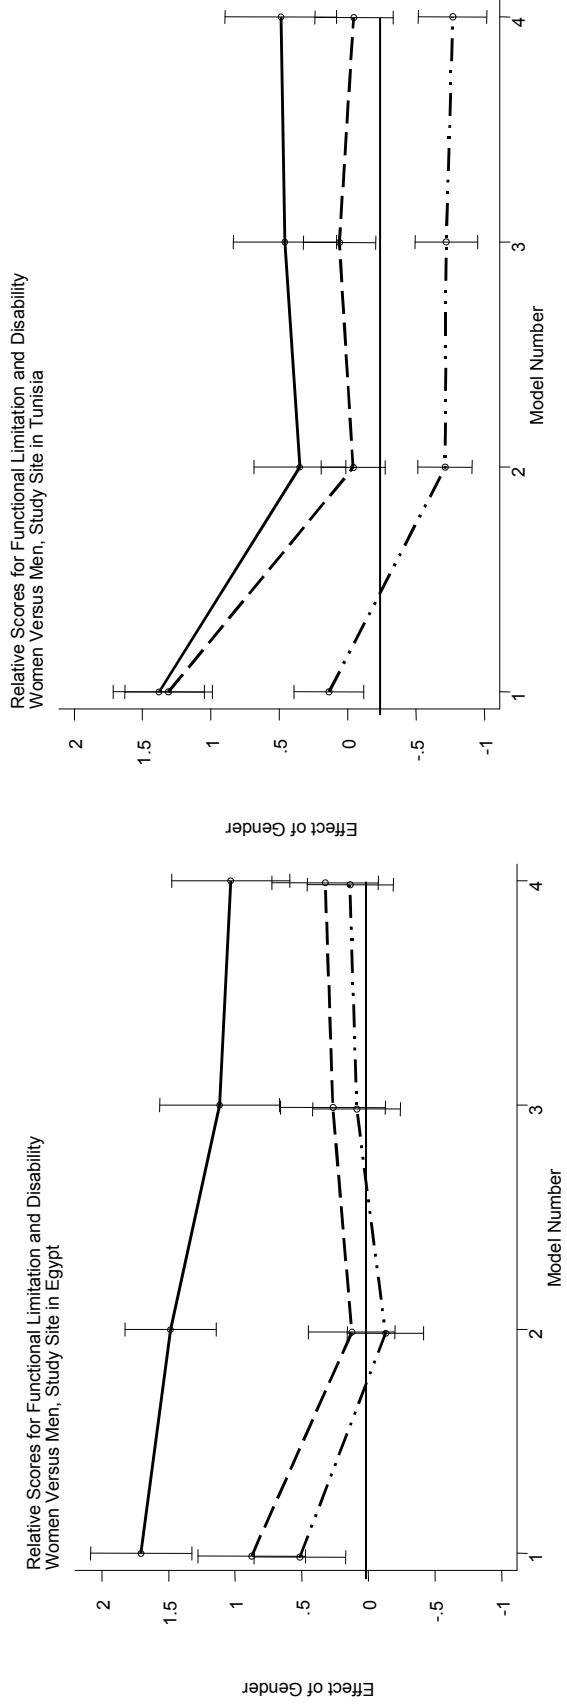 Relative Scores for Functional Limitation and Disability
Women Versus Men, Study Site in Egypt
Effect of Gender
2
1.5
1
.5
0
-.5
-1
1
2
3
4
Model Number
Relative Scores for Functional Limitation and Disability
Women Versus Men, Study Site in Tunisia
Effect of Gender
2
1.5
1
.5
0
-.5
-1
1
2
3
4
Model Number